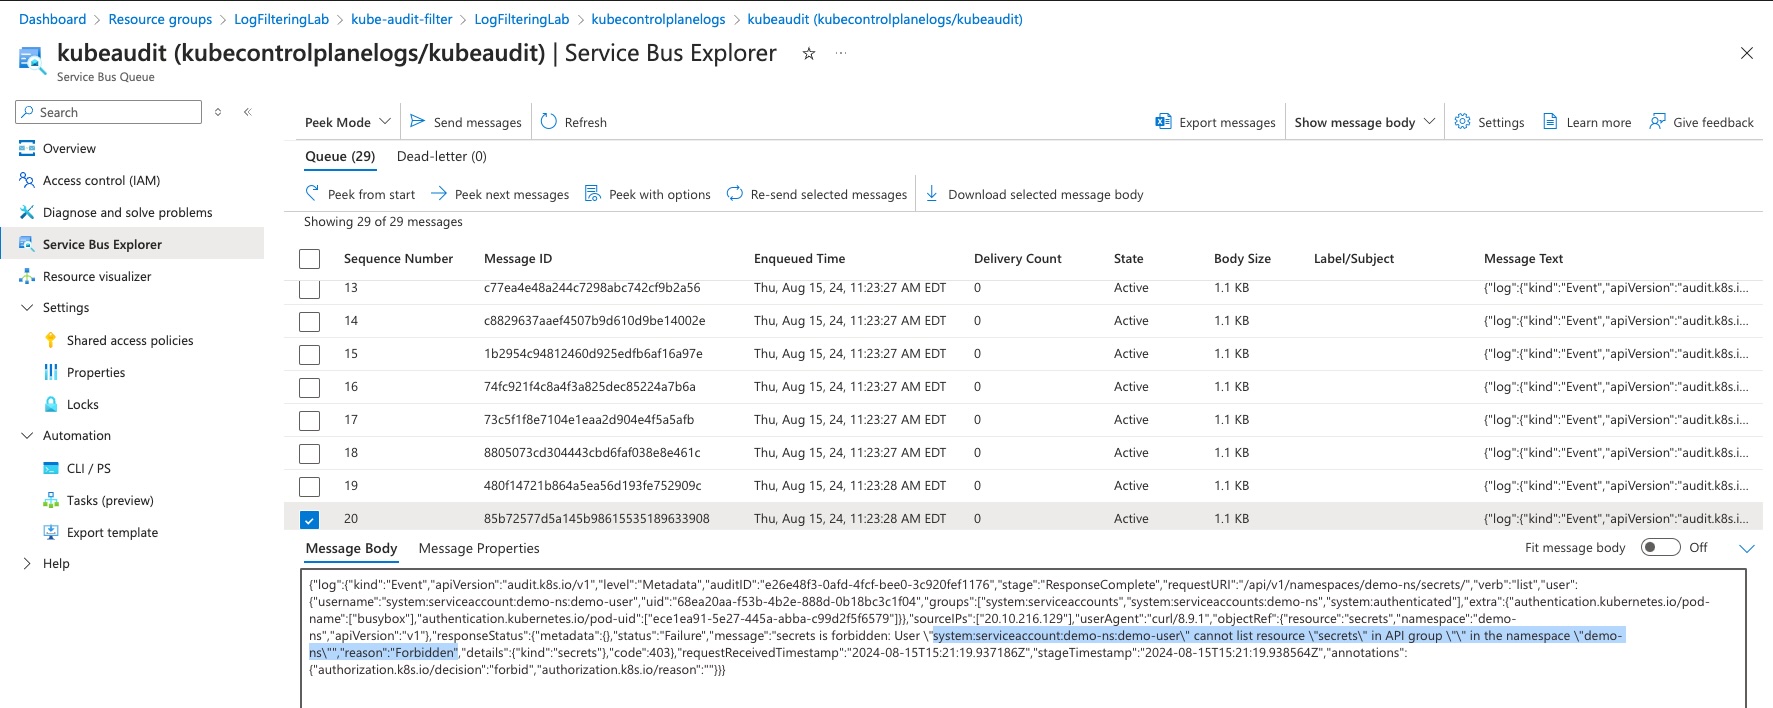 Dashboard > Resource groups > LogFilteringLab > kube-audit-filter > LogFilteringLab > kubecontrolplanelogs > kubeaudit (kubecontrolplanelogs/kubeaudit)
kubeaudit (kubecontrolplanelogs/kubeaudit) | Service Bus Explorer
Service Bus Queue
Search
Overview
Access control (IAM)
Diagnose and solve problems
Service Bus Explorer
Resource visualizer
Settings
Shared access policies
Properties
Locks
Automation
CLI / PS
Tasks (preview)
Export template
Help
Peek Mode Send messages Refresh Export messages Show message body Settings Learn more Give feedback
Queue (29) Dead-letter (0)
Peek from start Peek next messages Peek with options Re-send selected messages Download selected message body
Showing 29 of 29 messages
Sequence Number Message ID Enqueued Time Delivery Count State Body Size Label/Subject Message Text
13 c77ea4e48a244c7298abc742cf9b2a56 Thu, Aug 15, 24, 11:23:27 AM EDT 0 Active 1.1 KB {"log":{"kind":"Event","apiVersion":"audit.k8s.i...
14 c8829637aaef4507b9d610d9be14002e Thu, Aug 15, 24, 11:23:27 AM EDT 0 Active 1.1 KB {"log":{"kind":"Event","apiVersion":"audit.k8s.i...
15 1b2954c94812460d925edfb6af16a97e Thu, Aug 15, 24, 11:23:27 AM EDT 0 Active 1.1 KB {"log":{"kind":"Event","apiVersion":"audit.k8s.i...
16 74fc921f4c8a4f3a825dec85224a7b6a Thu, Aug 15, 24, 11:23:27 AM EDT 0 Active 1.1 KB {"log":{"kind":"Event","apiVersion":"audit.k8s.i...
17 73c5f1f8e7104e1eaa2d904e4f5a5afb Thu, Aug 15, 24, 11:23:27 AM EDT 0 Active 1.1 KB {"log":{"kind":"Event","apiVersion":"audit.k8s.i...
18 8805073cd304443cbd6faf038e8e461c Thu, Aug 15, 24, 11:23:27 AM EDT 0 Active 1.1 KB {"log":{"kind":"Event","apiVersion":"audit.k8s.i...
19 480f14721b864a5ea56d193fe752909c Thu, Aug 15, 24, 11:23:28 AM EDT 0 Active 1.1 KB {"log":{"kind":"Event","apiVersion":"audit.k8s.i...
20 85b72577d5a145b98615535189633908 Thu, Aug 15, 24, 11:23:28 AM EDT 0 Active 1.1 KB {"log":{"kind":"Event","apiVersion":"audit.k8s.i...
Message Body Message Properties Fit message body Off
{"log":{"kind":"Event","apiVersion":"audit.k8s.io/v1","level":"Metadata","auditID":"e26e48f3-0afd-4fcf-bee0-3c920fef1176","stage":"ResponseComplete","requestURI":"/api/v1/namespaces/demo-ns/secrets/","verb":"list","user":
{"username":"system:serviceaccount:demo-ns:demo-user","uid":"68ea20aa-f53b-4b2e-888d-0b18bc3c1f04","groups":["system:serviceaccounts","system:serviceaccounts:demo-ns","system:authenticated"],"extra":{"authentication.kubernetes.io/pod-
name":["busybox"],"authentication.kubernetes.io/pod-uid":["ece1ea91-5e27-445a-abba-c99d2f5f6579"]}},"sourceIPs":["20.10.216.129"],"userAgent":"curl/8.9.1","objectRef":{"resource":"secrets","namespace":"demo-
ns","apiVersion":"v1"},"responseStatus":{"metadata":{},"status":"Failure","message":"secrets is forbidden: User \"system:serviceaccount:demo-ns:demo-user\" cannot list resource \"secrets\" in API group \"\" in the namespace \"demo-
ns\"","reason":"Forbidden","details":{"kind":"secrets"},"code":403},"requestReceivedTimestamp":"2024-08-15T15:21:19.937186Z","stageTimestamp":"2024-08-15T15:21:19.938564Z","annotations":
{"authorization.k8s.io/decision":"forbid","authorization.k8s.io/reason":""}}}